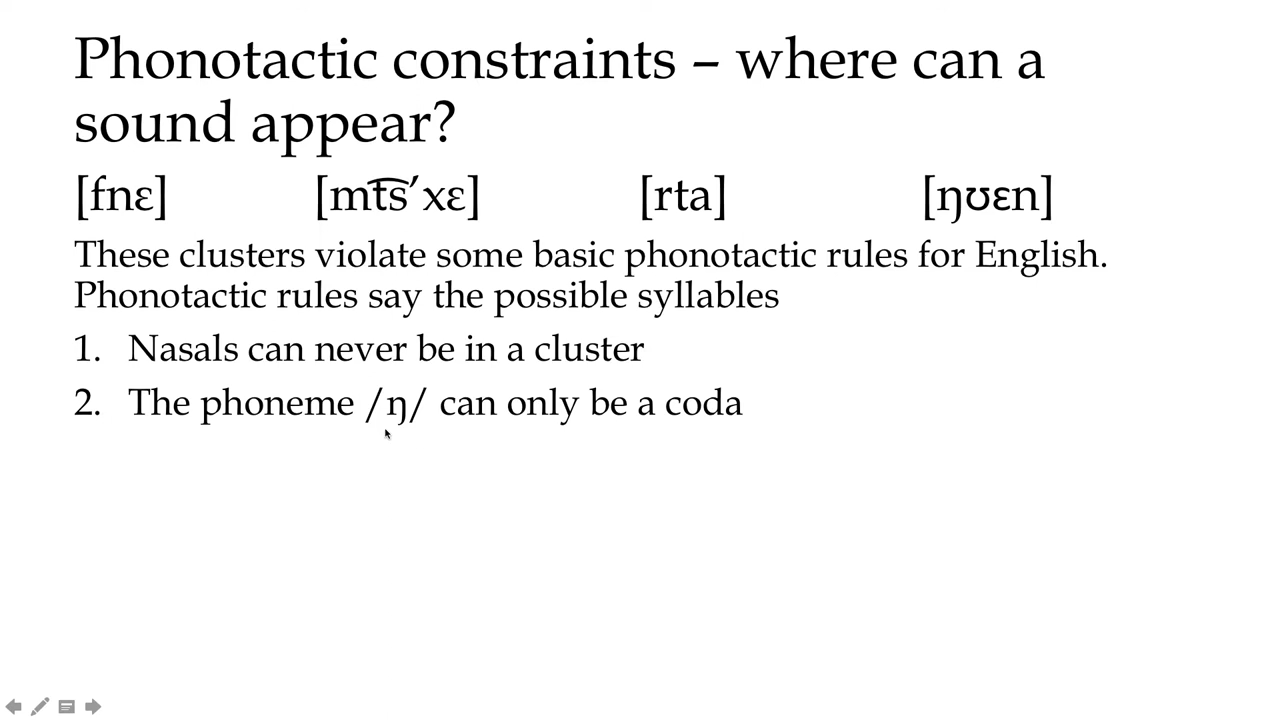 Phonotactic constraints – where can a
sound appear?
[fnɛ] [mt͡s’xɛ] [rta] [ŋʊɛn]
These clusters violate some basic phonotactic rules for English.
Phonotactic rules say the possible syllables
1. Nasals can never be in a cluster
2. The phoneme /ŋ/ can only be a coda